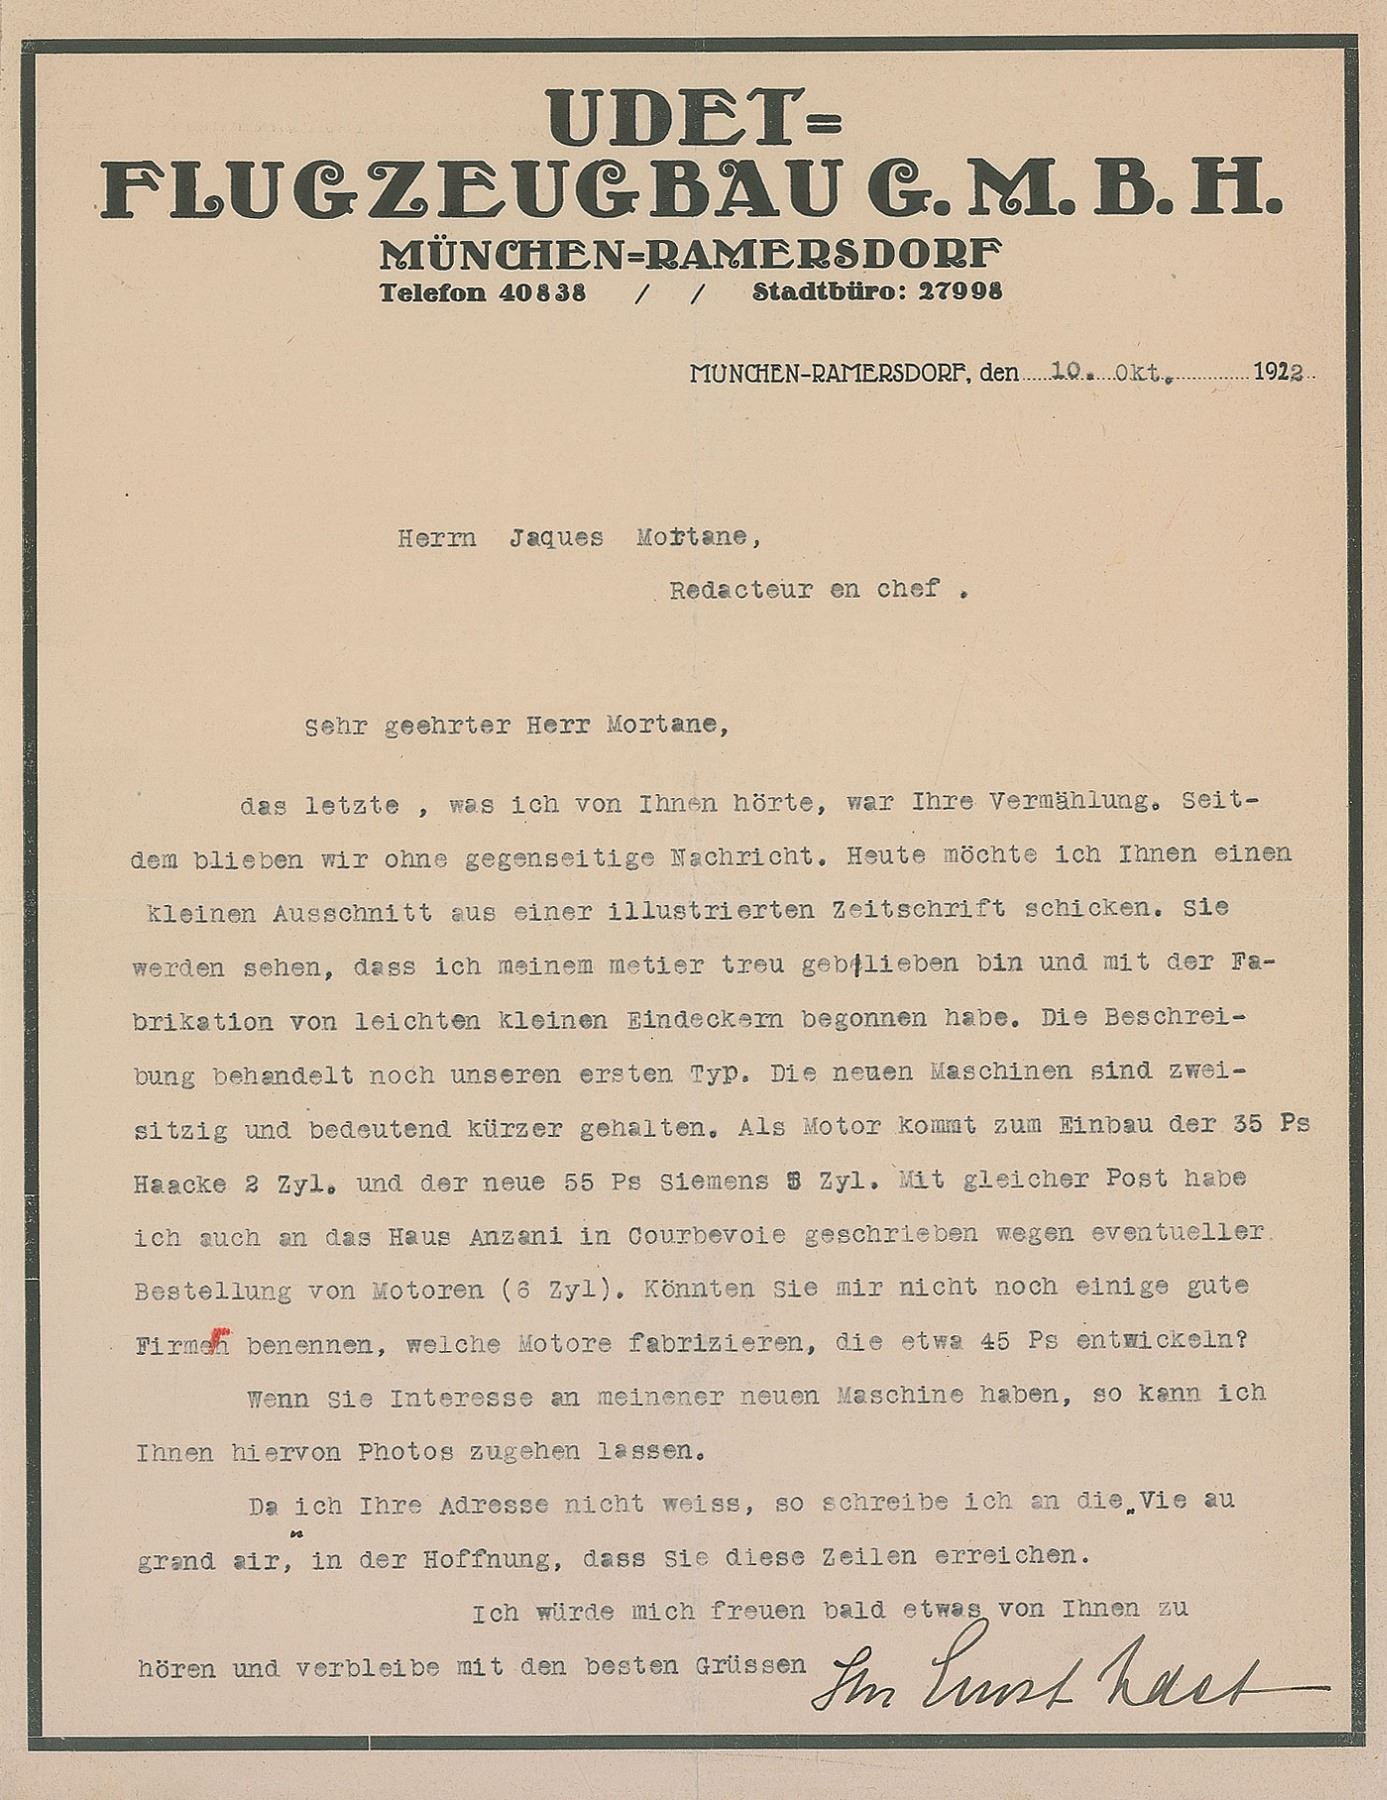 UDET=
FLUGZEUGBAU G.M.B.H.
MÜNCHEN=RAMERSDORF
Telefon 40838 / / Stadtbüro: 27998
MÜNCHEN-RAMERSDORF, den 10. Okt. 1922
Herrn Jaques Mortane,
Redacteur en chef .
Sehr geehrter Herr Mortane,
das letzte , was ich von Ihnen hörte, war Ihre Vermählung. Seit-
dem blieben wir ohne gegenseitige Nachricht. Heute möchte ich Ihnen einen
kleinen Ausschnitt aus einer illustrierten Zeitschrift schicken. Sie
werden sehen, dass ich meinem metier treu geblieben bin und mit der Fa-
brikation von leichten kleinen Eindeckern begonnen habe. Die Beschrei-
bung behandelt noch unseren ersten Typ. Die neuen Maschinen sind zwei-
sitzig und bedeutend kürzer gehalten. Als Motor kommt zum Einbau der 35 Ps
Haacke 2 Zyl. und der neue 55 Ps Siemens 5 Zyl. Mit gleicher Post habe
ich auch an das Haus Anzani in Courbevoie geschrieben wegen eventueller
Bestellung von Motoren (6 Zyl). Könnten Sie mir nicht noch einige gute
Firmen benennen, welche Motore fabrizieren, die etwa 45 Ps entwickeln?
Wenn Sie Interesse an meinener neuen Maschine haben, so kann ich
Ihnen hiervon Photos zugehen lassen.
Da ich Ihre Adresse nicht weiss, so schreibe ich an die „Vie au
grand air," in der Hoffnung, dass Sie diese Zeilen erreichen.
Ich würde mich freuen bald etwas von Ihnen zu
hören und verbleibe mit den besten Grüssen Ihr Ernst Udet